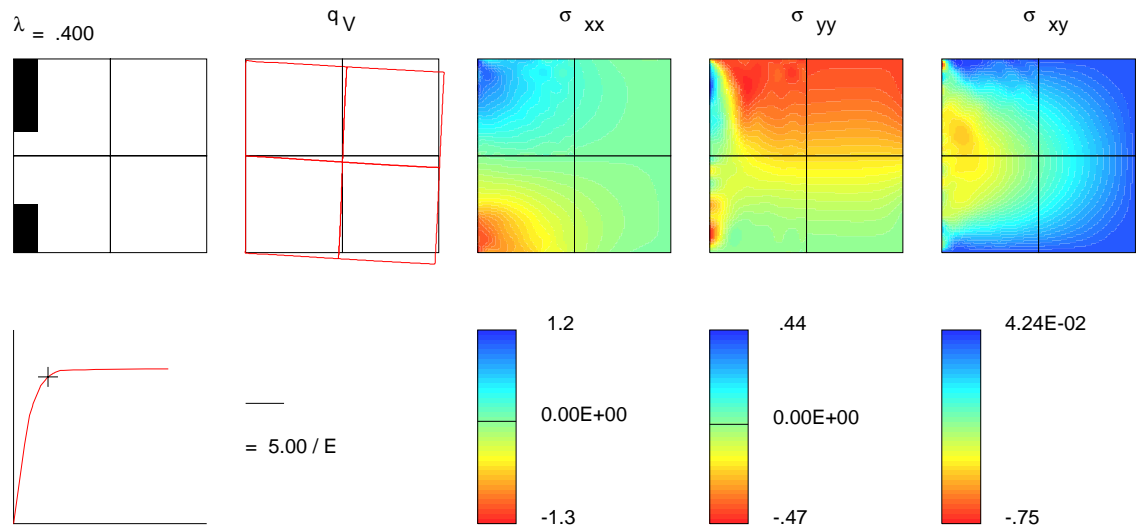 λ = .400
q V
σ xx
σ yy
σ xy
1.2
.44
4.24E-02
0.00E+00
0.00E+00
= 5.00 / E
-1.3
-.47
-.75